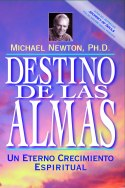 MICHAEL NEWTON, PH.D.
DESTINO
DE LAS
ALMAS
UN ETERNO CRECIMIENTO
ESPIRITUAL